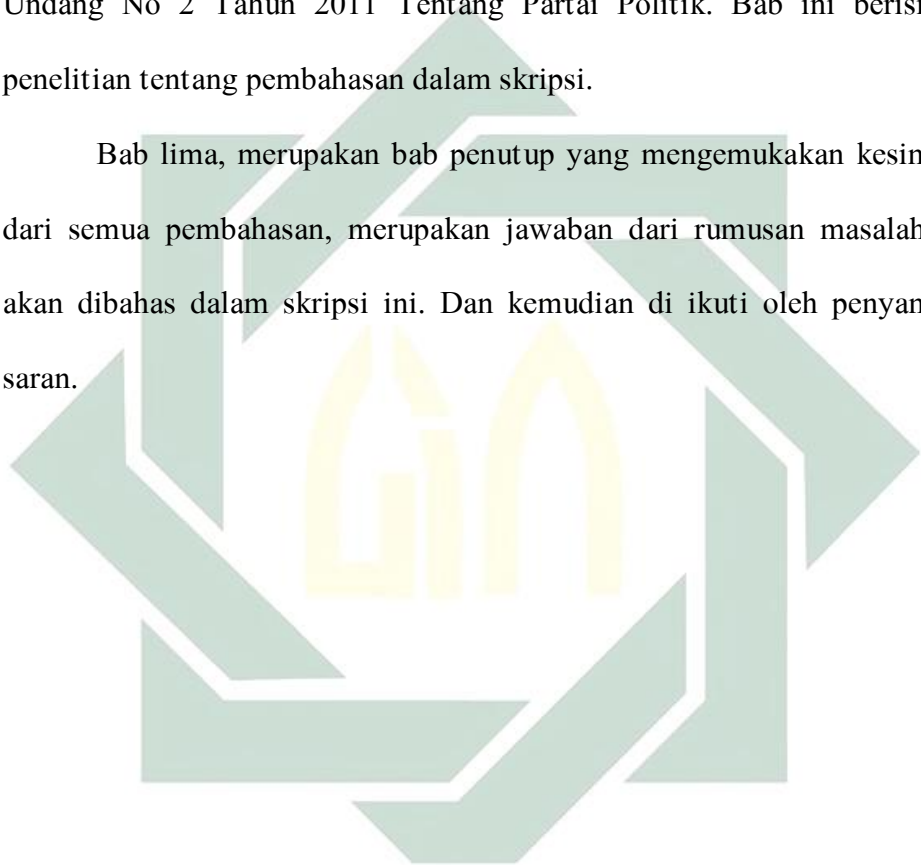 Undang No 2 Tahun 2011 Tentang Partai Politik. Bab ini berisi
penelitian tentang pembahasan dalam skripsi.
Bab lima, merupakan bab penutup yang mengemukakan
dari semua pembahasan, merupakan jawaban dari rumusan masalah
akan dibahas dalam skripsi ini. Dan kemudian di ikuti oleh
saran.